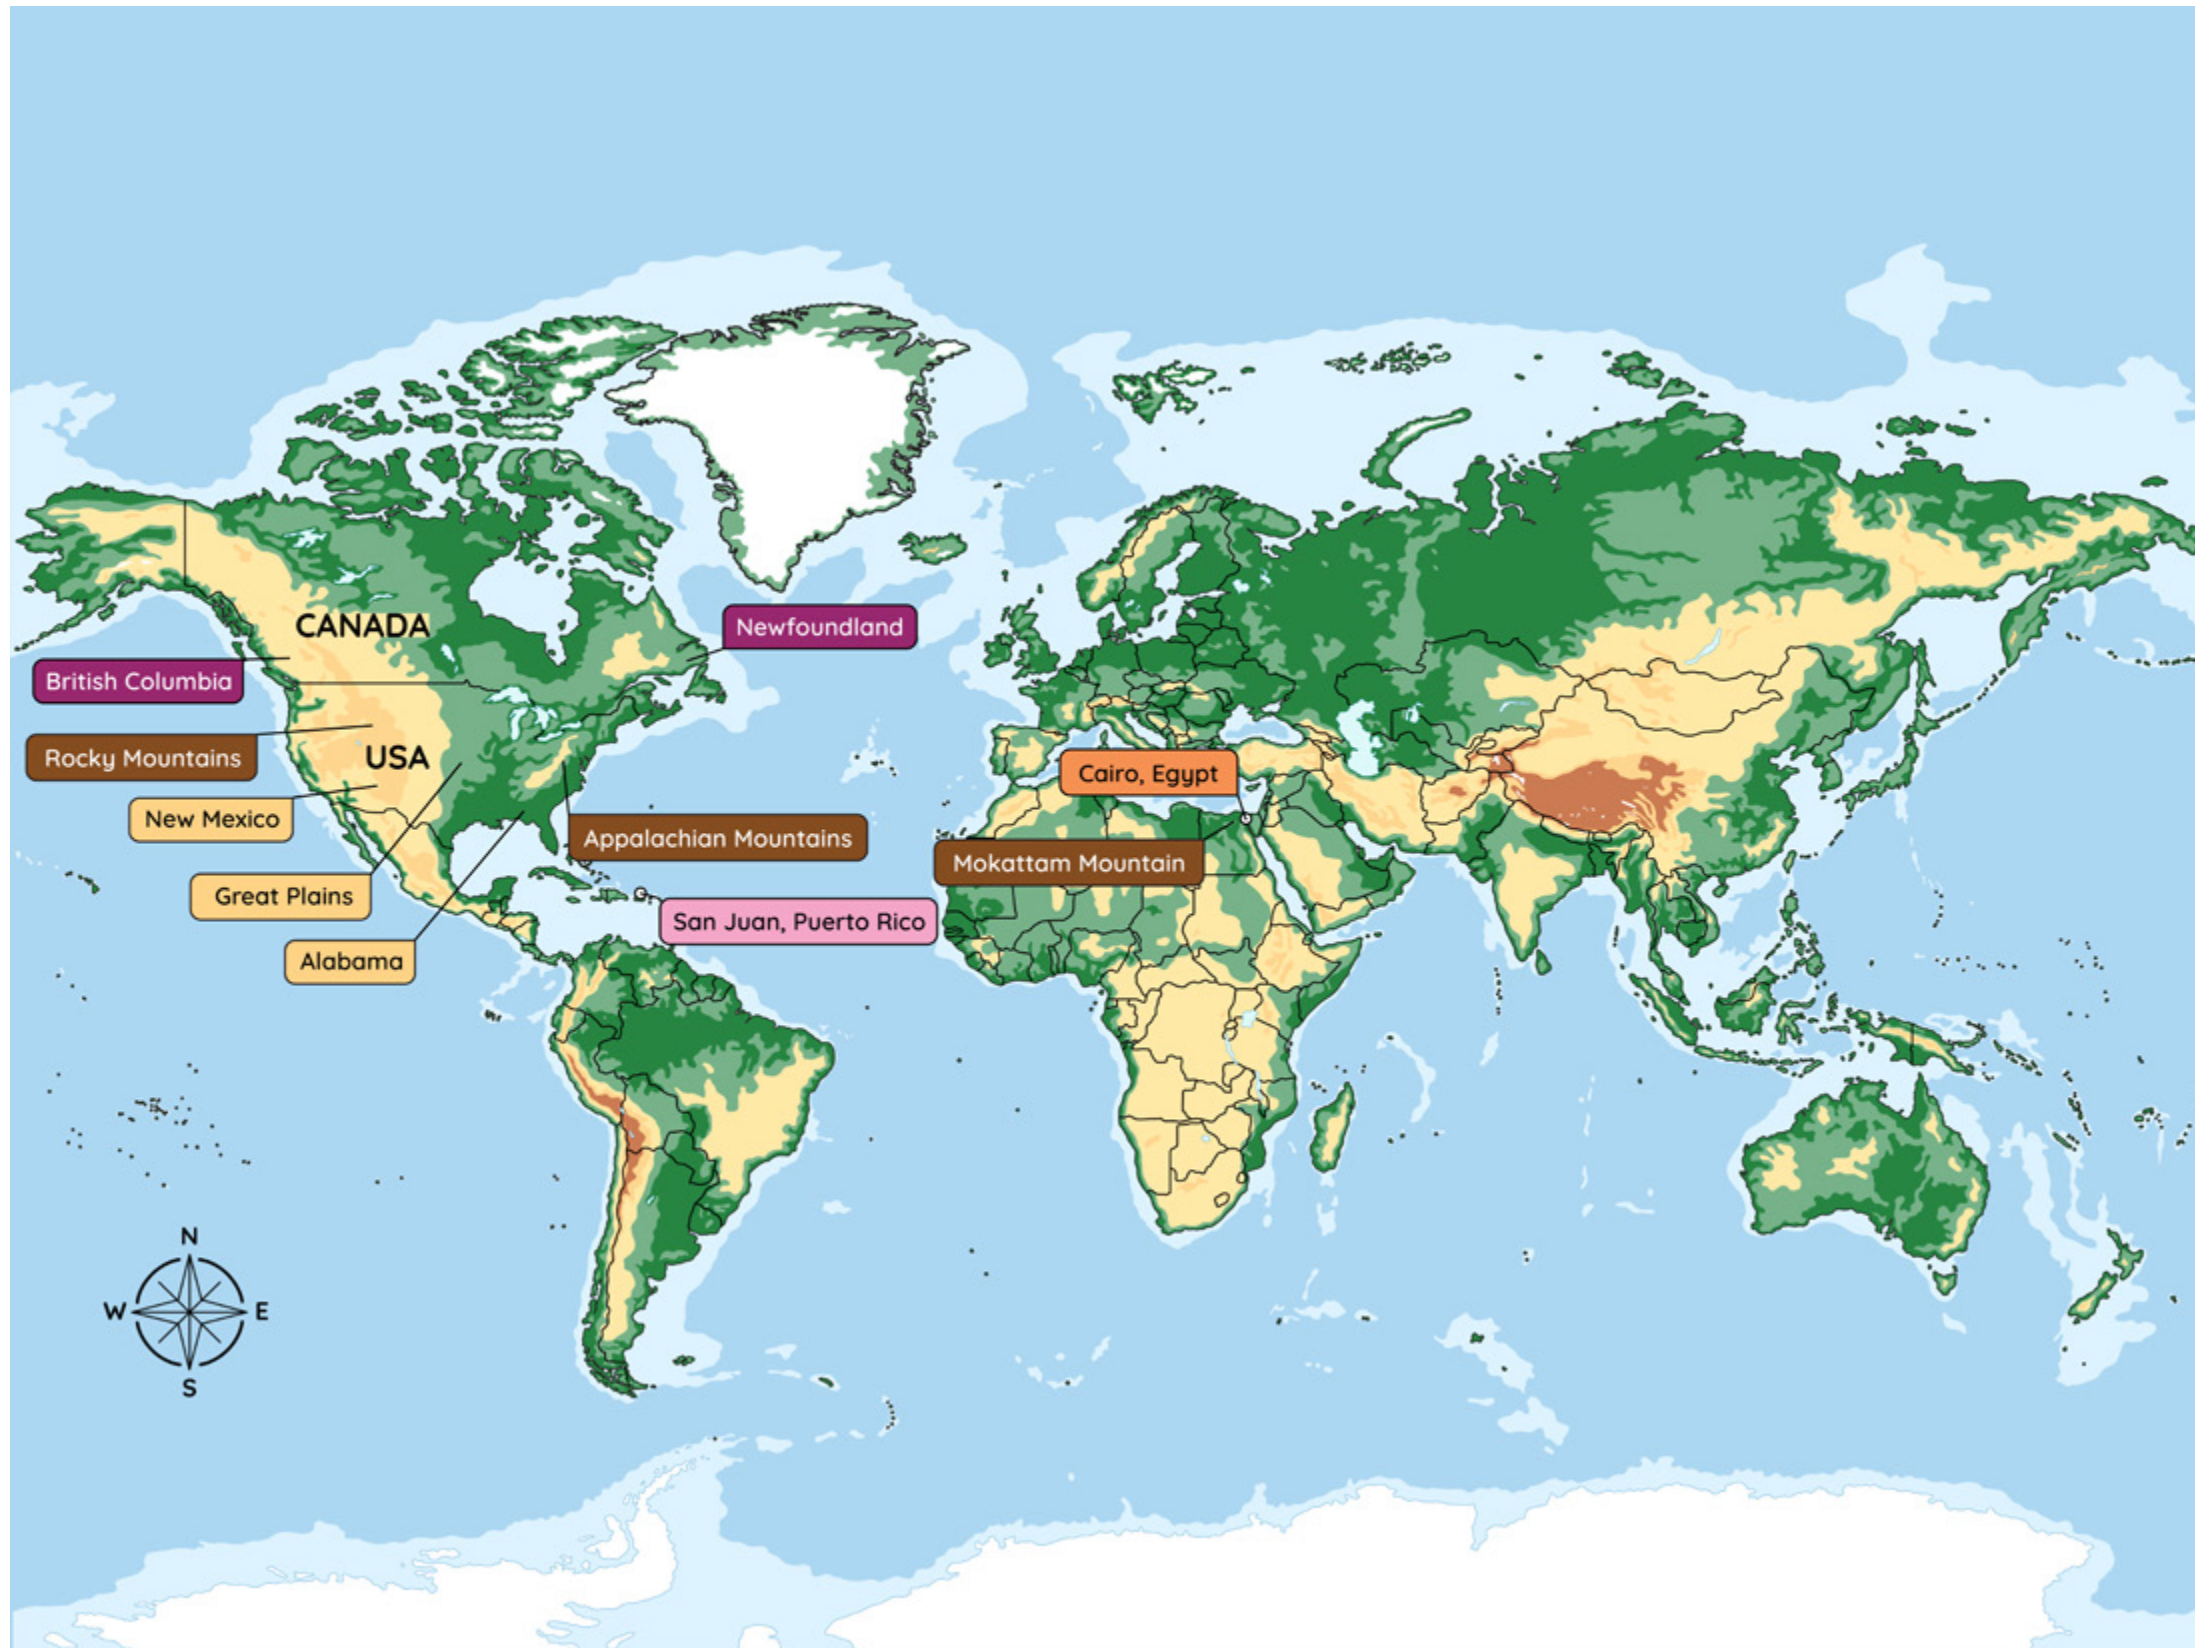 CANADA
Newfoundland
British Columbia
Rocky Mountains
USA
Cairo, Egypt
New Mexico
Appalachian Mountains
Mokattam Mountain
Great Plains
San Juan, Puerto Rico
Alabama
N
W
E
S